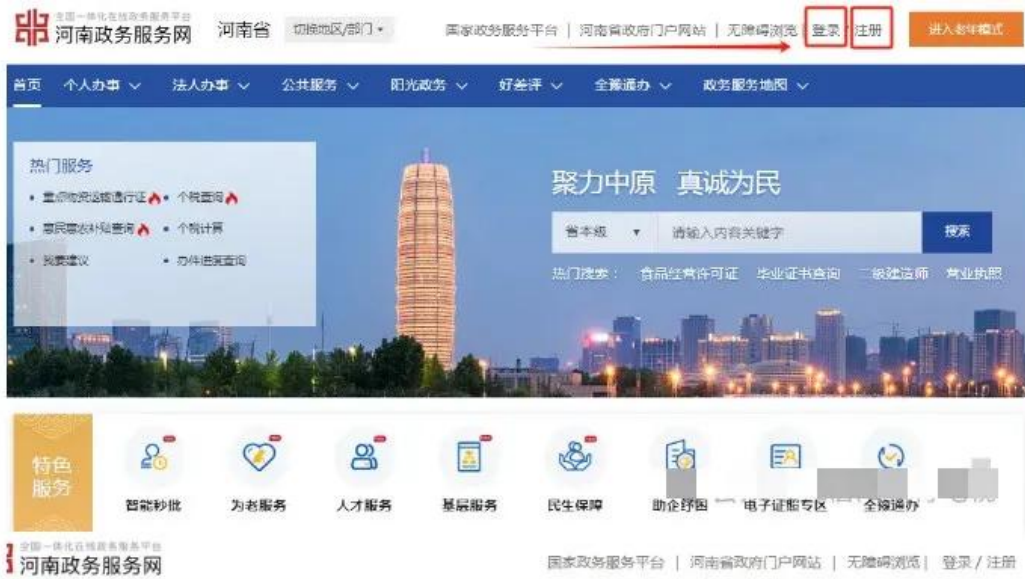 全国一体化在线政务服务平台
河南政务服务网 河南省 切换地区/部门
国家政务服务平台 | 河南省政府门户网站 | 无障碍浏览 登录 / 注册 进入老年模式
首页 个人办事 法人办事 公共服务 阳光政务 好差评 全豫通办 政务服务地图
热门服务
重点物资运输通行证 个税查询
惠民惠农补贴查询 个税计算
我要建议 办件进度查询
聚力中原 真诚为民
省本级 请输入内容关键字 搜索
热门搜索： 食品经营许可证 毕业证书查询 二级建造师 营业执照
特色
服务
智能秒批 为老服务 人才服务 基层服务 民生保障 助企纾困 电子证照专区 全豫通办
全国一体化在线政务服务平台
河南政务服务网
国家政务服务平台 | 河南省政府门户网站 | 无障碍浏览 | 登录 / 注册